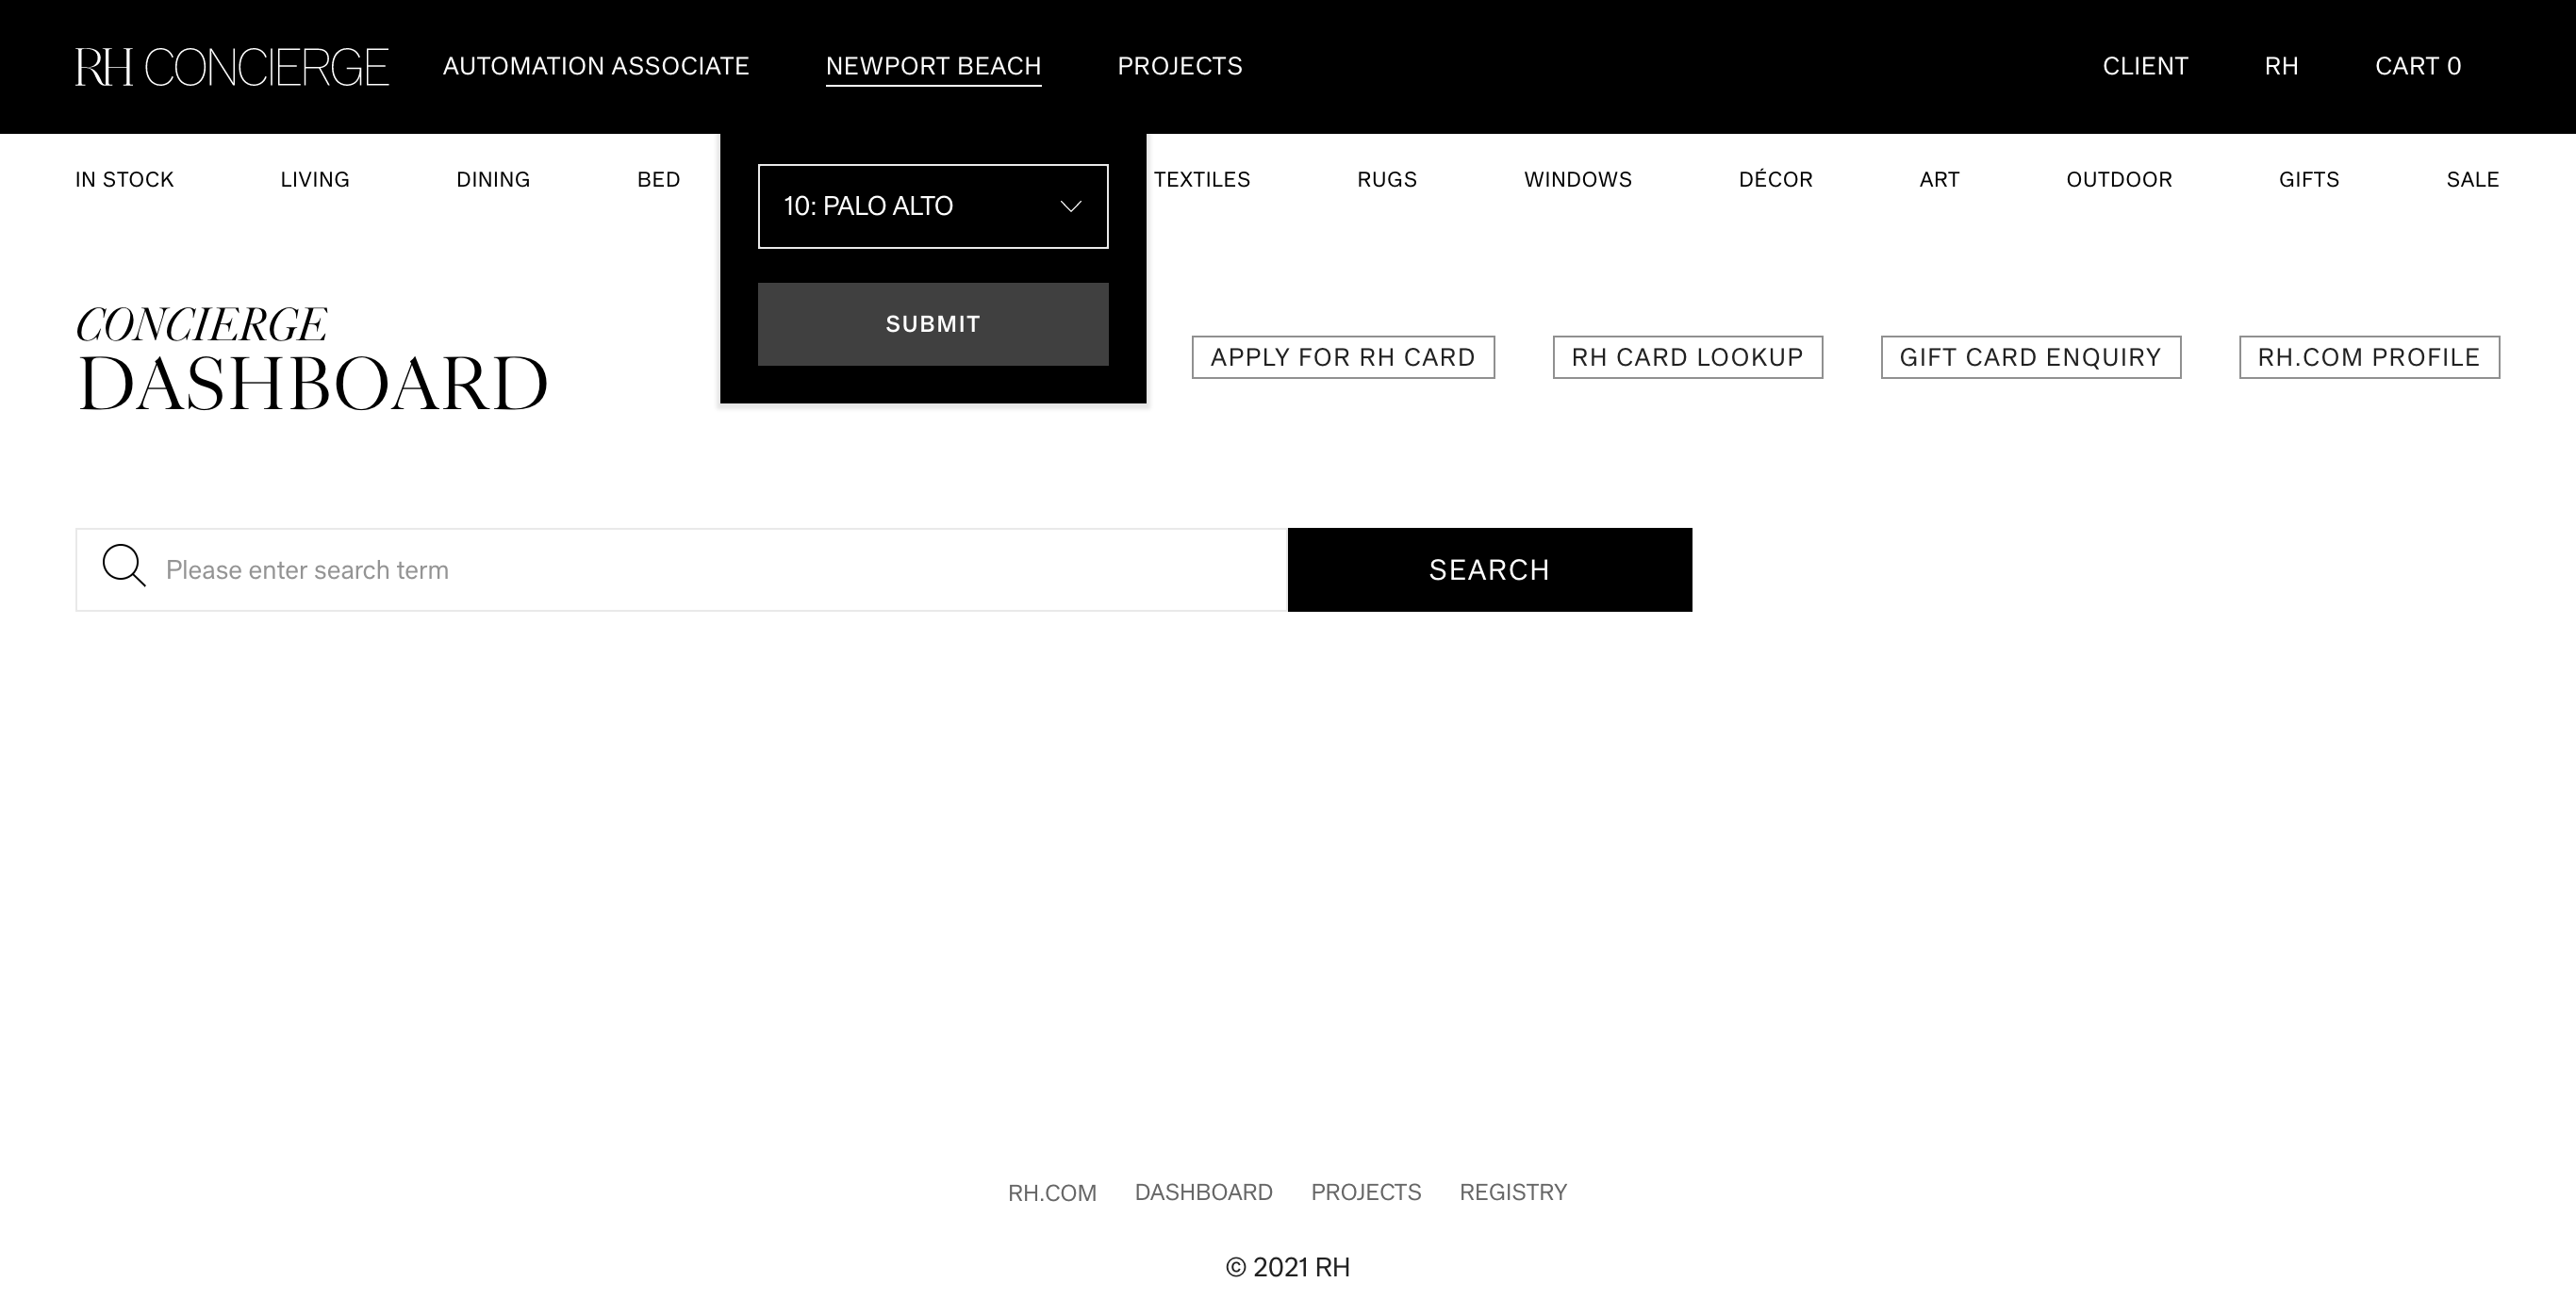 RH CONCIERGE AUTOMATION ASSOCIATE NEWPORT BEACH PROJECTS CLIENT RH CART 0
IN STOCK LIVING DINING BED TEXTILES RUGS WINDOWS DÉCOR ART OUTDOOR GIFTS SALE
10: PALO ALTO
SUBMIT
CONCIERGE
DASHBOARD
APPLY FOR RH CARD RH CARD LOOKUP GIFT CARD ENQUIRY RH.COM PROFILE
Please enter search term SEARCH
RH.COM DASHBOARD PROJECTS REGISTRY
© 2021 RH